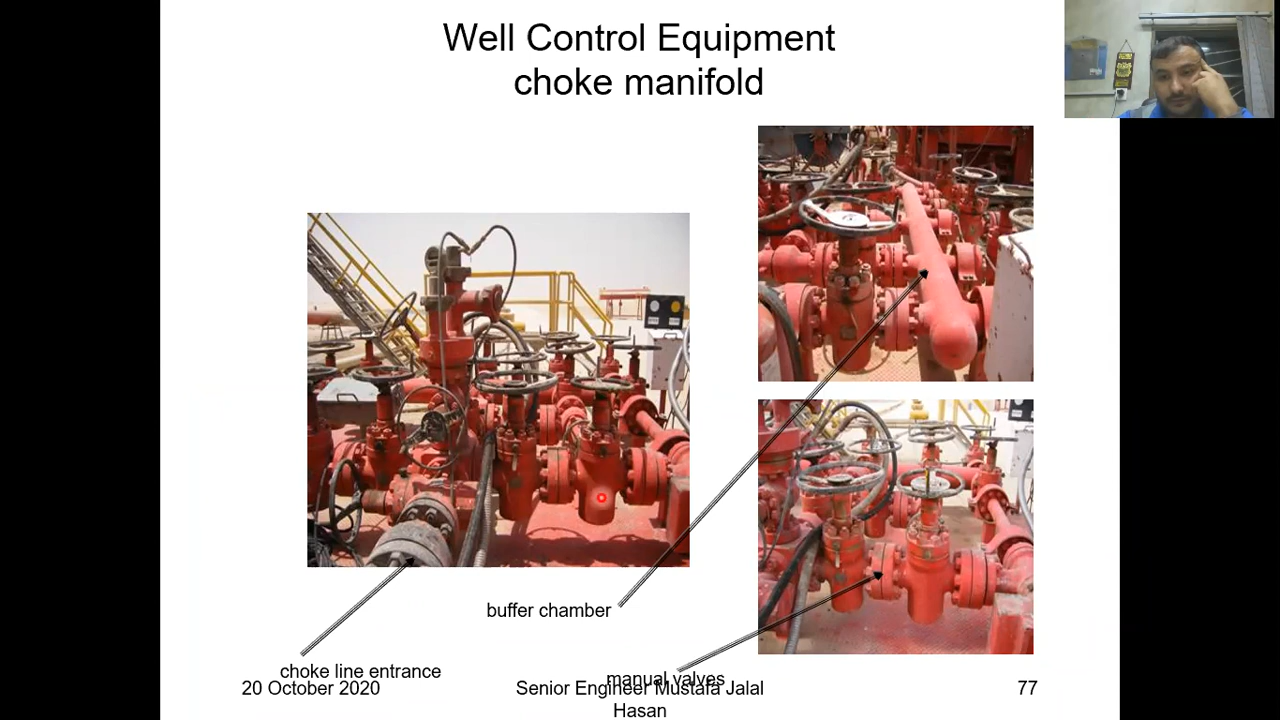 Well Control Equipment
choke manifold
buffer chamber
choke line entrance
manual valves
20 October 2020
Senior Engineer Mustafa Jalal
Hasan
77